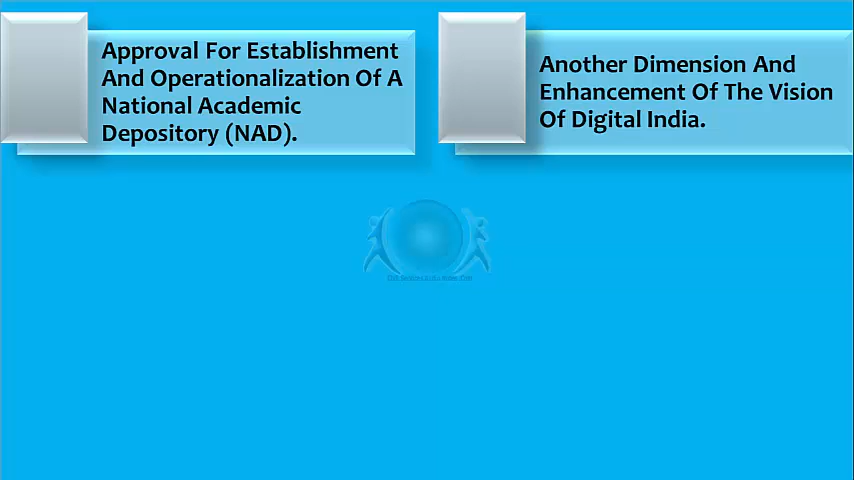 Approval For Establishment
And Operationalization Of A
National Academic
Depository (NAD).
Another Dimension And
Enhancement Of The Vision
Of Digital India.